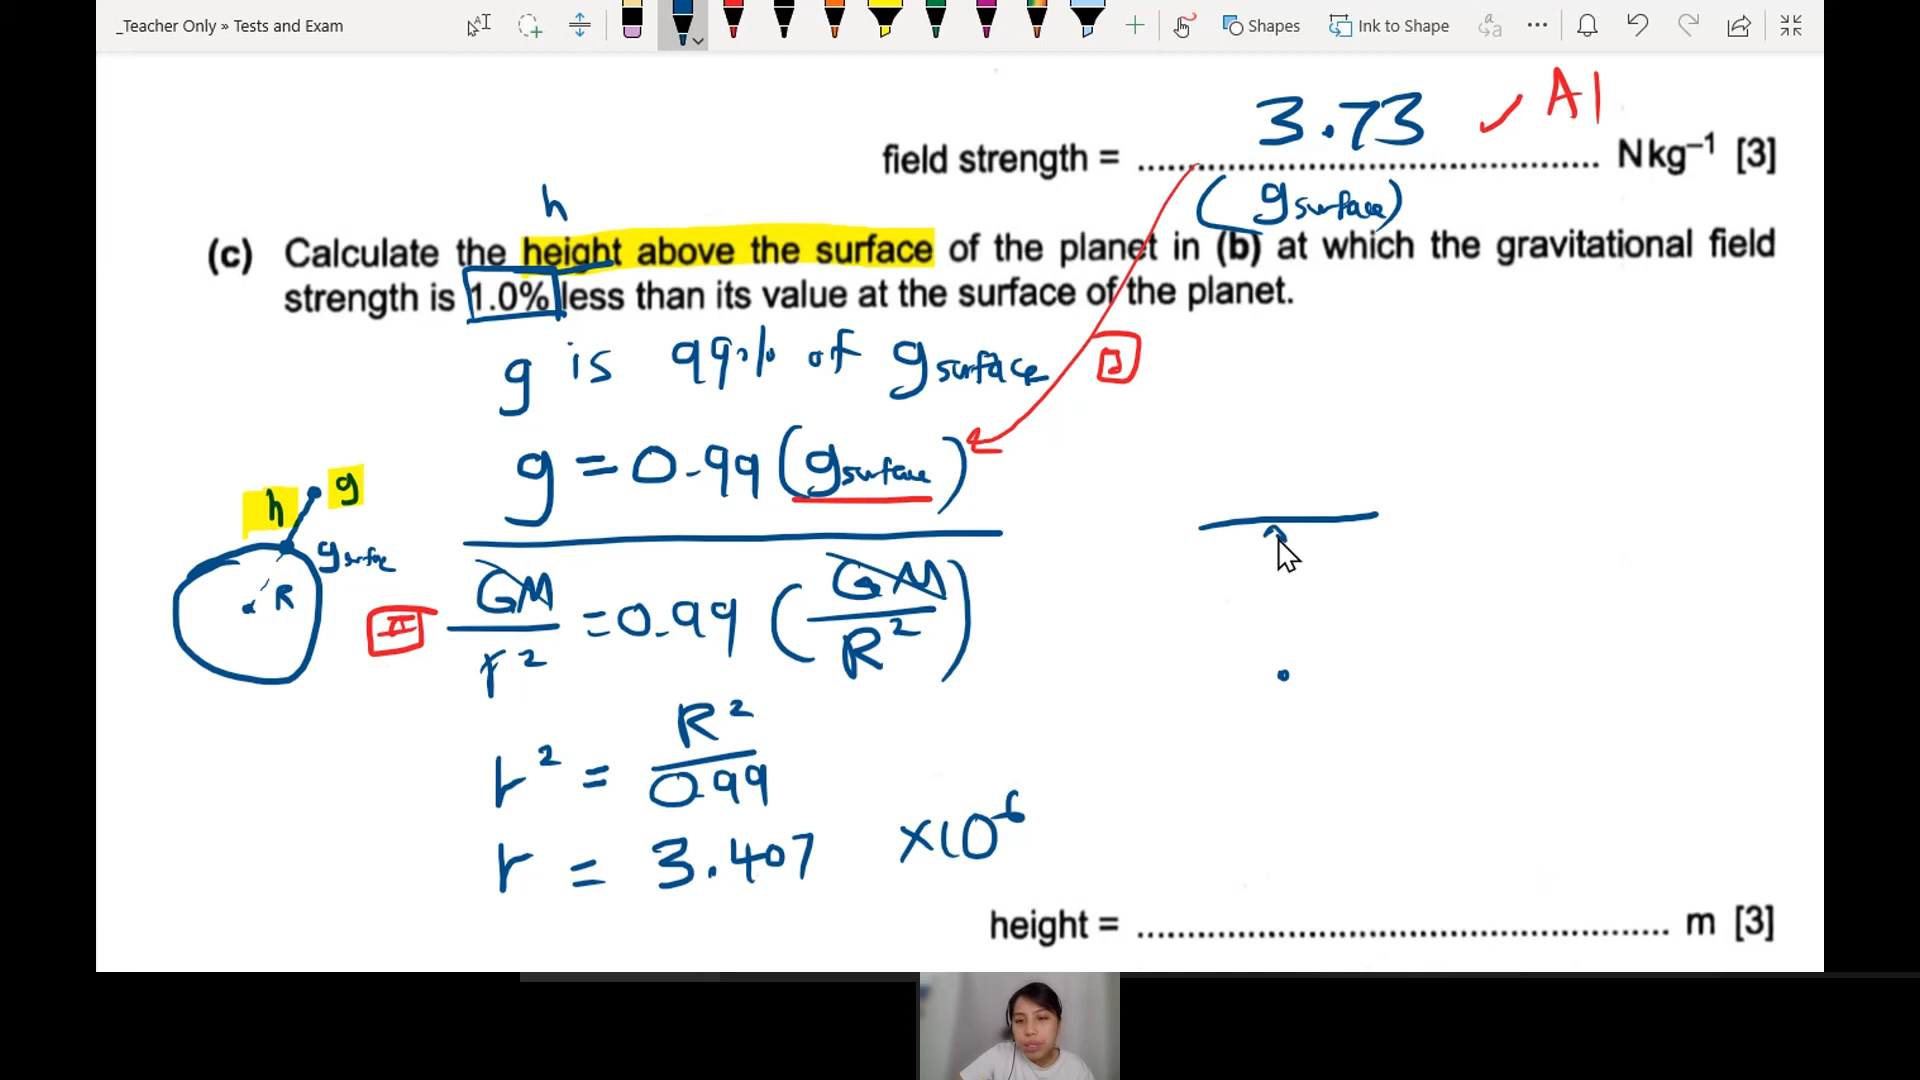 _Teacher Only » Tests and Exam
Shapes
Ink to Shape
3.73 ✓ A1
field strength = .................................................. N kg⁻¹ [3]
(g surface)
h
(c) Calculate the height above the surface of the planet in (b) at which the gravitational field
strength is 1.0% less than its value at the surface of the planet.
g is 99% of g surface
g = 0.99 (g surface)
h g
g surface
R
GM/r² = 0.99 (GM/R²)
r² = R²/0.99
r = 3.407 ×10⁻⁶
height = .......................................................... m [3]